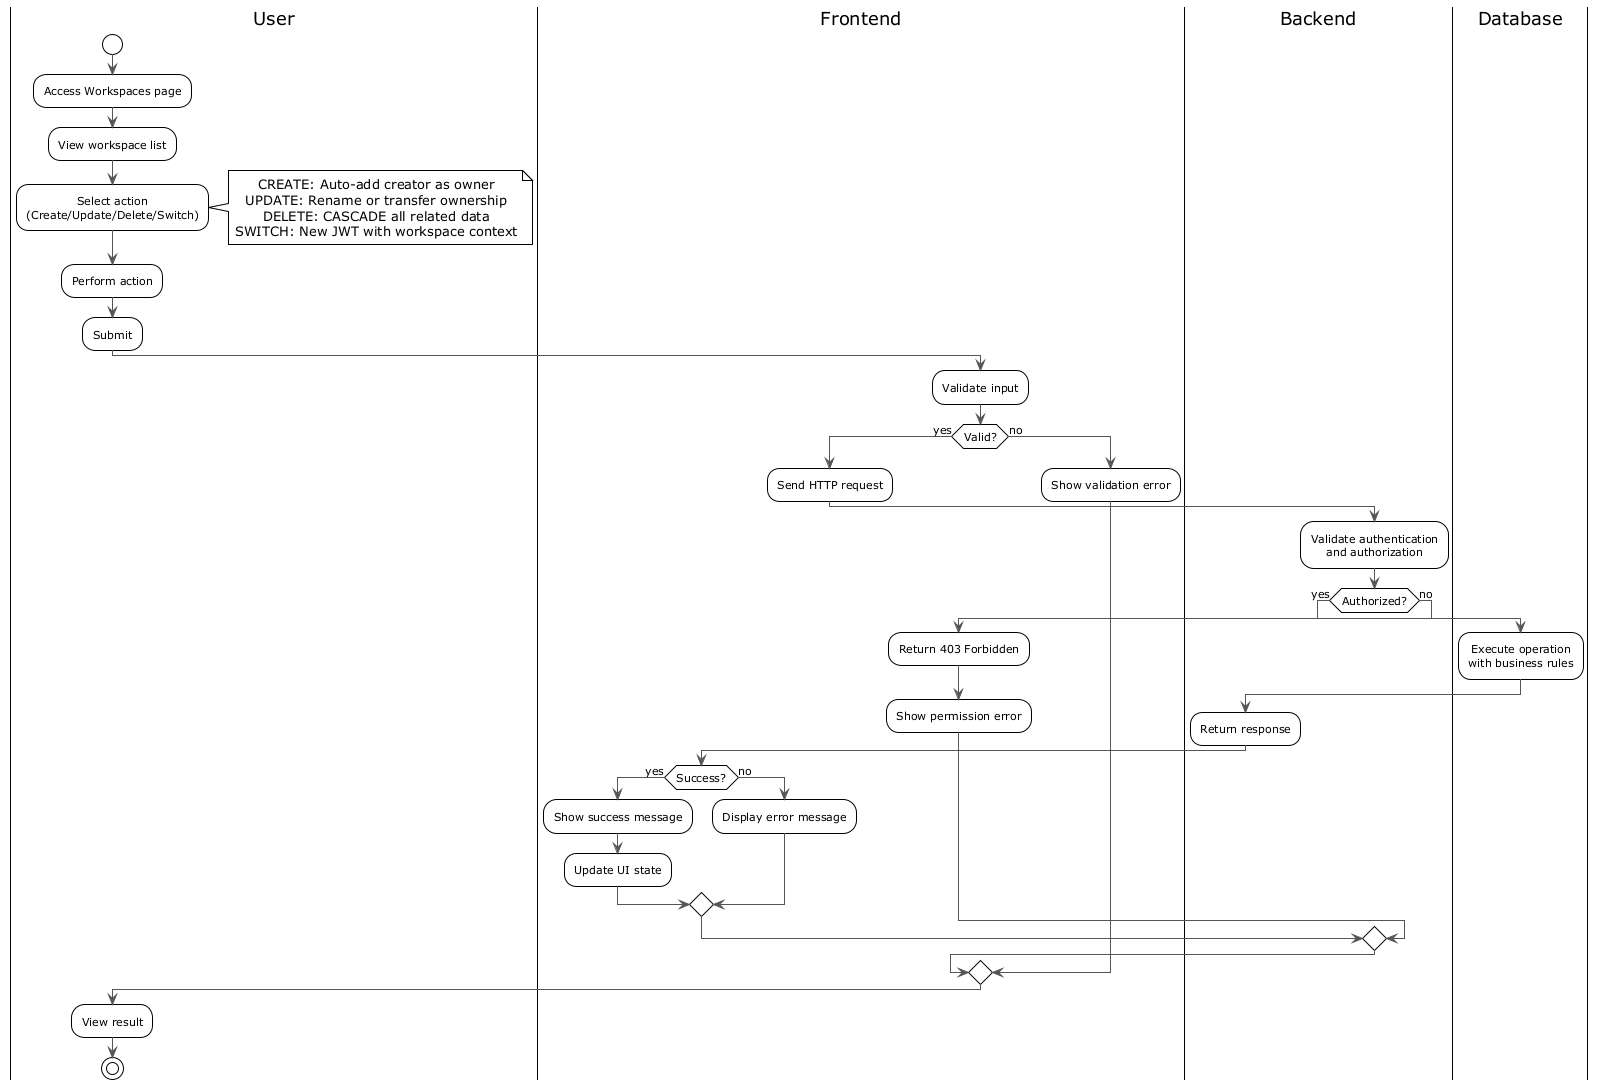 User
Frontend
Backend
Database
Access Workspaces page
View workspace list
Select action
(Create/Update/Delete/Switch)
CREATE: Auto-add creator as owner
UPDATE: Rename or transfer ownership
DELETE: CASCADE all related data
SWITCH: New JWT with workspace context
Perform action
Submit
Validate input
yes
Valid?
no
Send HTTP request
Show validation error
Validate authentication
and authorization
yes
Authorized?
no
Return 403 Forbidden
Execute operation
with business rules
Show permission error
Return response
yes
Success?
no
Show success message
Display error message
Update UI state
View result